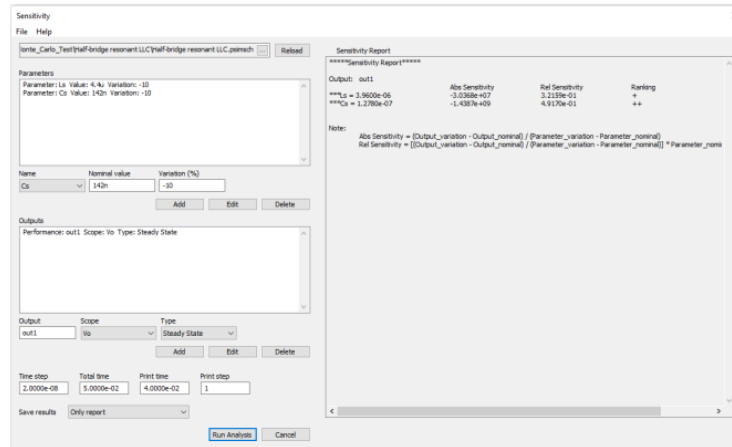 Sensitivity
File Help
lonte_Carlo_Test\Half-bridge resonant LLC\Half-bridge resonant LLC.psimsch ... Reload
Parameters
Parameter: Ls Value: 4.4u Variation: -10
Parameter: Cs Value: 142n Variation: -10
Name Nominal value Variation (%)
Cs 142n -10
Add Edit Delete
Outputs
Performance: out1 Scope: Vo Type: Steady State
Output Scope Type
out1 Vo Steady State
Add Edit Delete
Time step Total time Print time Print step
2.0000e-08 5.0000e-02 4.0000e-02 1
Save results Only report
Run Analysis Cancel
Sensitivity Report
*****Sensitivity Report*****
Output: out1
Abs Sensitivity Rel Sensitivity Ranking
***Ls = 3.9600e-06 -3.0368e+07 3.2159e-01 +
***Cs = 1.2780e-07 -1.4387e+09 4.9170e-01 ++
Note:
Abs Sensitivity = (Output_variation - Output_nominal) / (Parameter_variation - Parameter_nominal)
Rel Sensitivity = [(Output_variation - Output_nominal) / (Parameter_variation - Parameter_nominal)] * Parameter_nomin